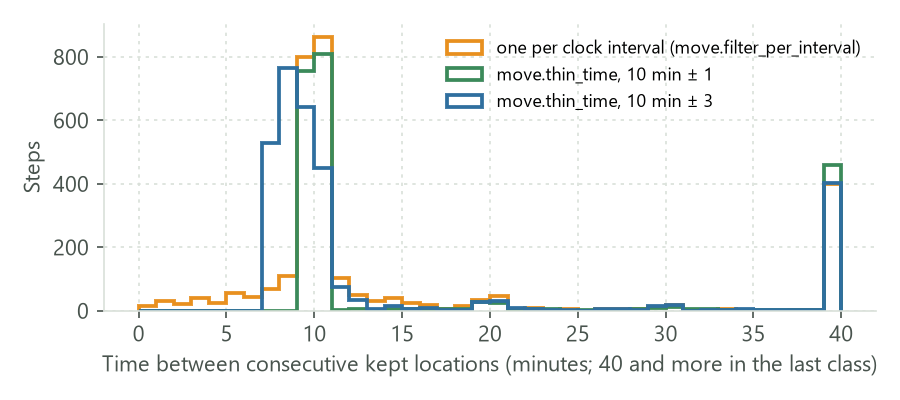 one per clock interval (move.filter_per_interval)
move.thin_time, 10 min ± 1
move.thin_time, 10 min ± 3
Steps
800
600
400
200
0
0 5 10 15 20 25 30 35 40
Time between consecutive kept locations (minutes; 40 and more in the last class)